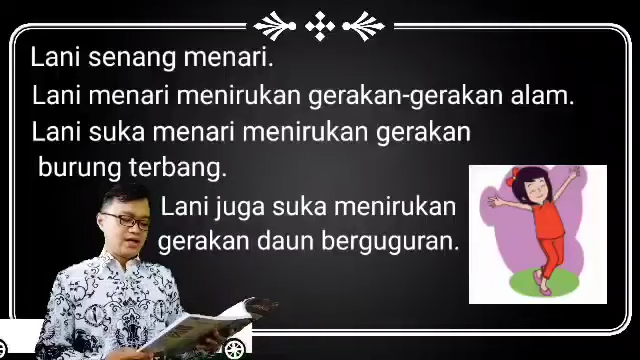 Lani senang menari.
Lani menari menirukan gerakan-gerakan alam.
Lani suka menari menirukan gerakan
burung terbang.
Lani juga suka menirukan
gerakan daun berguguran.